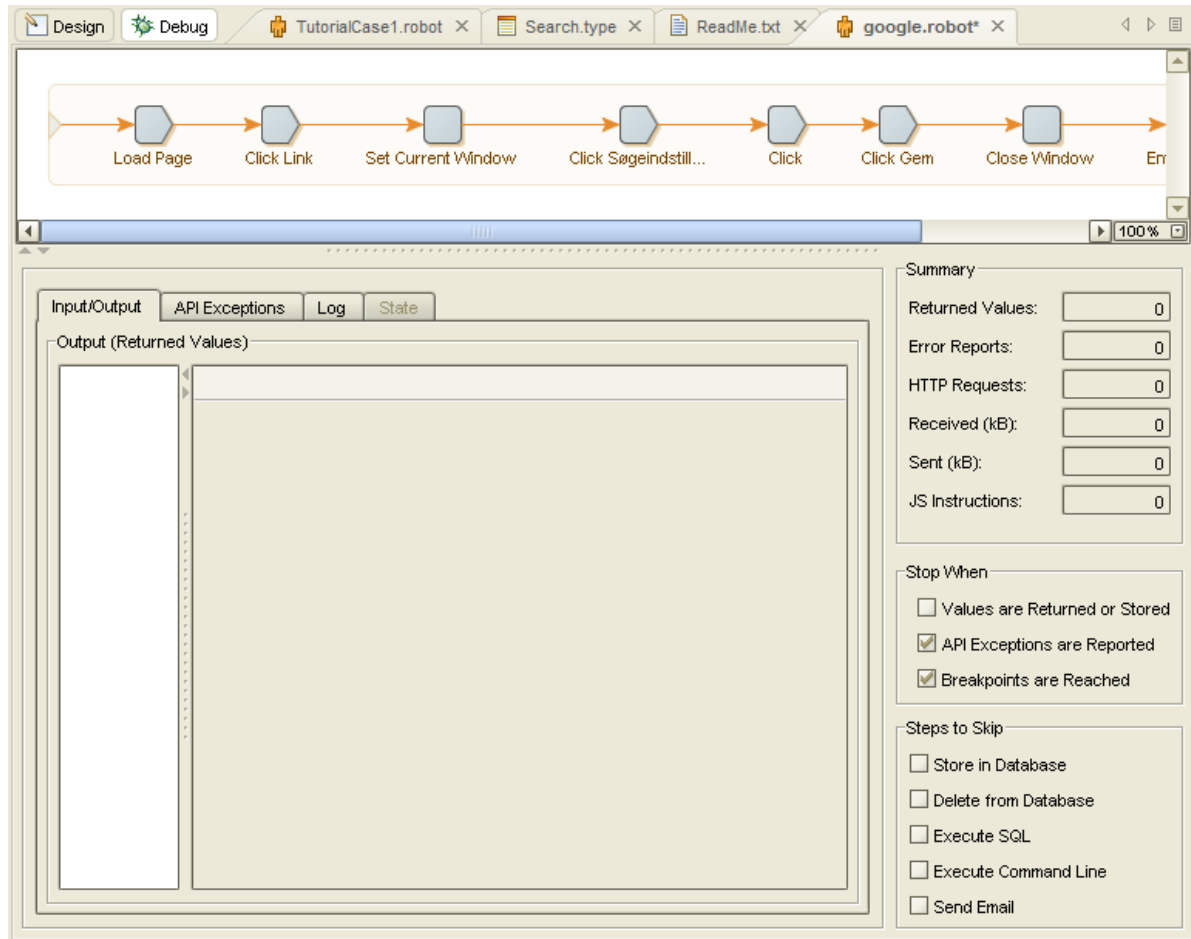 Design Debug TutorialCase1.robot Search.type ReadMe.txt google.robot*
Load Page Click Link Set Current Window Click Søgeindstill... Click Click Gem Close Window
100%
Input/Output API Exceptions Log State
Output (Returned Values)
Summary
Returned Values: 0
Error Reports: 0
HTTP Requests: 0
Received (kB): 0
Sent (kB): 0
JS Instructions: 0
Stop When
Values are Returned or Stored
API Exceptions are Reported
Breakpoints are Reached
Steps to Skip
Store in Database
Delete from Database
Execute SQL
Execute Command Line
Send Email